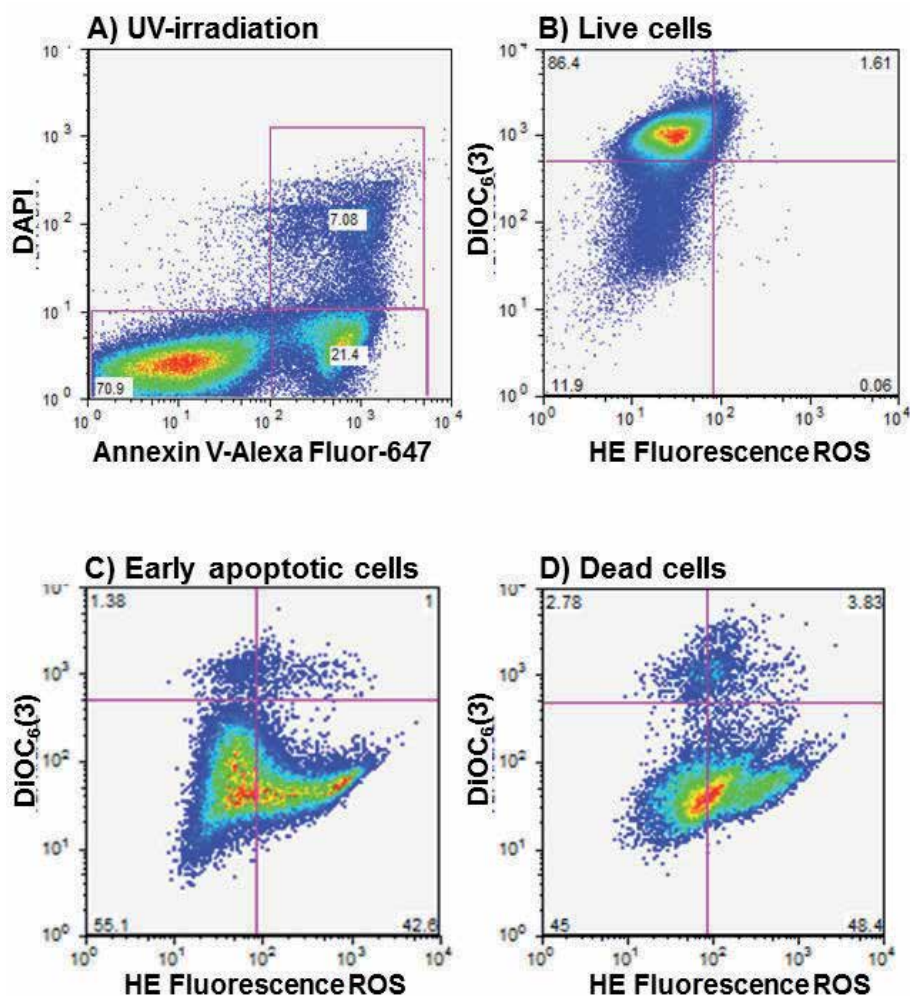 A) UV-irradiation
DAPI
10⁴
10³
10²
10¹
10⁰
7.08
21.4
70.9
10⁰ 10¹ 10² 10³ 10⁴
Annexin V-Alexa Fluor-647
B) Live cells
DiOC₆(3)
10⁴
10³
10²
10¹
10⁰
86.4 1.61
11.9 0.06
10⁰ 10¹ 10² 10³ 10⁴
HE Fluorescence ROS
C) Early apoptotic cells
DiOC₆(3)
10³
10²
10¹
10⁰
1.38 1
55.1 42.6
10⁰ 10¹ 10² 10³ 10⁴
HE Fluorescence ROS
D) Dead cells
DiOC₆(3)
10³
10²
10¹
10⁰
2.78 3.83
45 48.4
10⁰ 10¹ 10² 10³ 10⁴
HE Fluorescence ROS